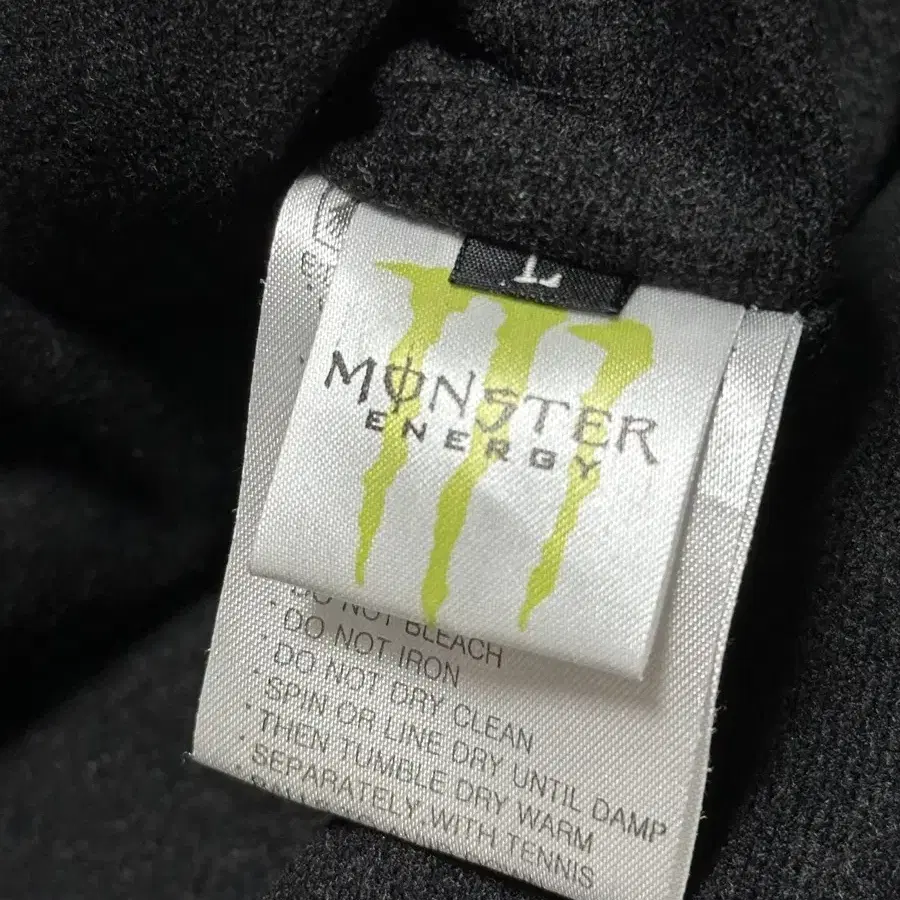 L
MONSTER
ENERGY
· DO NOT BLEACH
· DO NOT IRON
· DO NOT DRY CLEAN
· SPIN OR LINE DRY UNTIL DAMP
· THEN TUMBLE DRY WARM
· SEPARATELY,WITH TENNIS